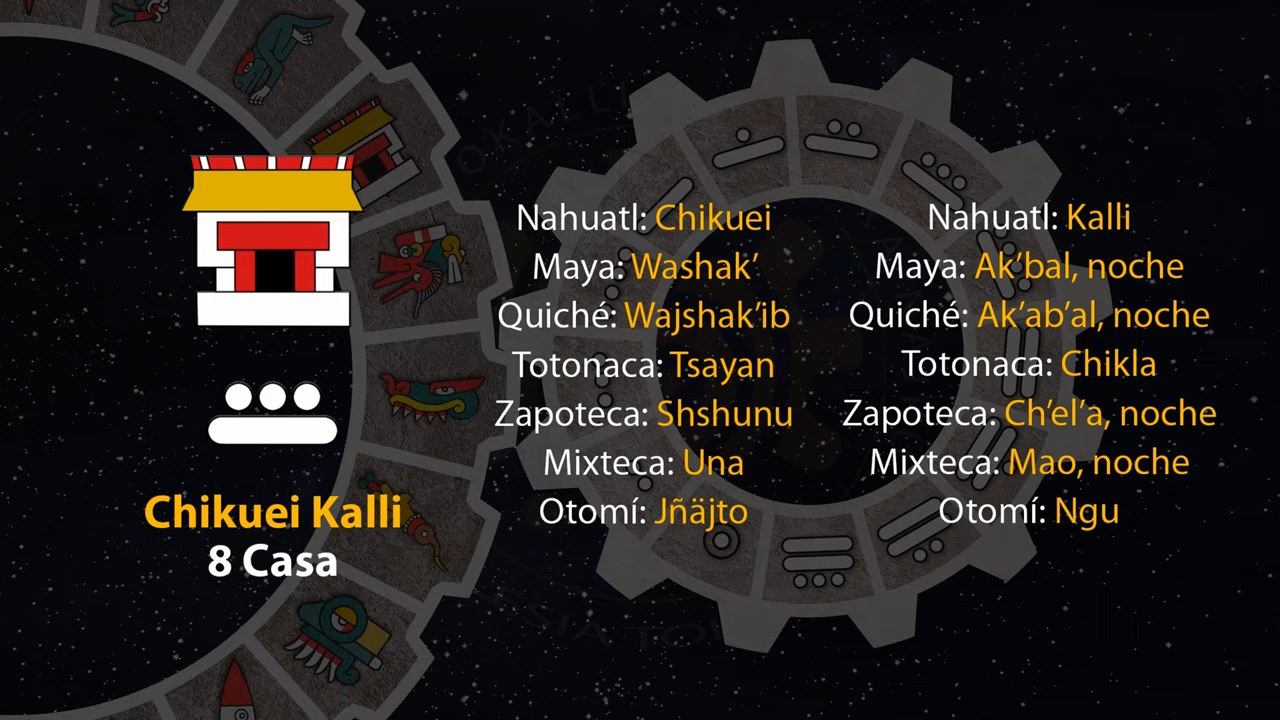 Nahuatl: Chikuei
Maya: Washak’
Quiché: Wajshak’ib
Totonaca: Tsayan
Zapoteca: Shshunu
Mixteca: Una
Otomí: Jñäjto
Nahuatl: Kalli
Maya: Ak’bal, noche
Quiché: Ak’ab’al, noche
Totonaca: Chikla
Zapoteca: Ch’el’a, noche
Mixteca: Mao, noche
Otomí: Ngu
Chikuei Kalli
8 Casa